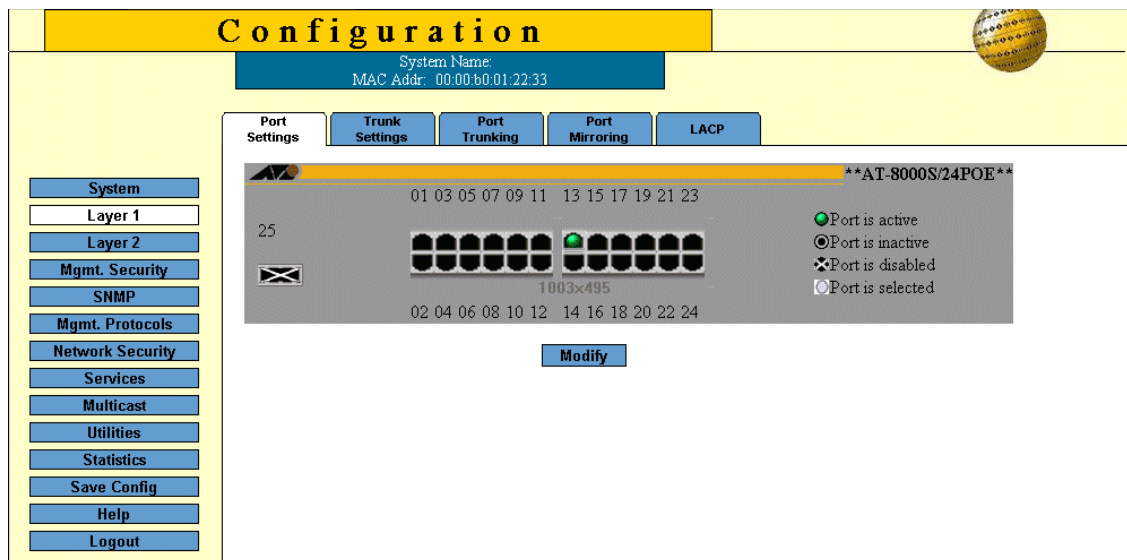 Configuration
System Name:
MAC Addr: 00:00:b0:01:22:33
Port Settings
Trunk Settings
Port Trunking
Port Mirroring
LACP
System
Layer 1
Layer 2
Mgmt. Security
SNMP
Mgmt. Protocols
Network Security
Services
Multicast
Utilities
Statistics
Save Config
Help
Logout
**AT-8000S/24POE**
01 03 05 07 09 11 13 15 17 19 21 23
25
1003×495
02 04 06 08 10 12 14 16 18 20 22 24
Port is active
Port is inactive
Port is disabled
Port is selected
Modify